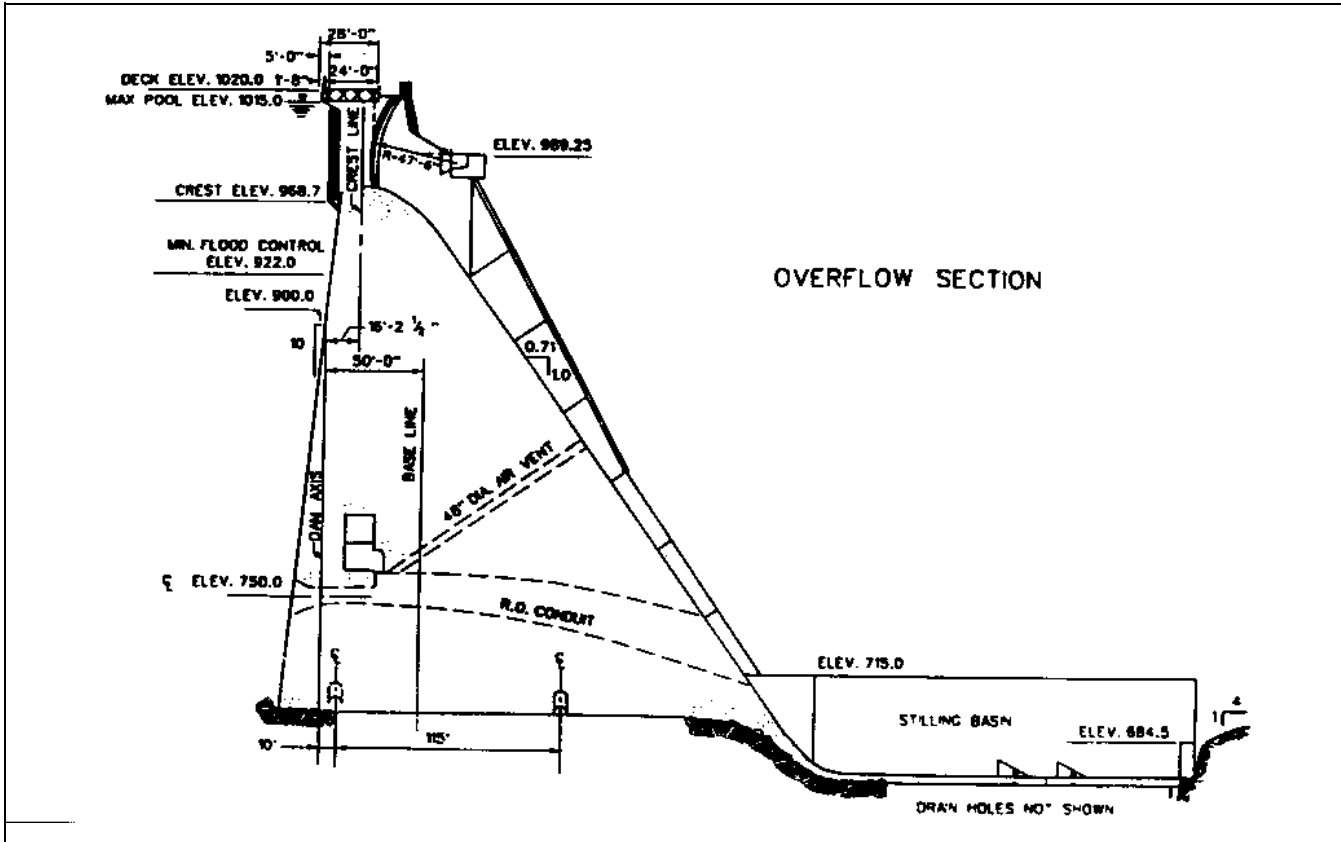 28'-0"
5'-0"
24'-0"
DECK ELEV. 1020.0 1'-8"
MAX POOL ELEV. 1015.0
CREST LINE
R=47'-6"
ELEV. 989.25
CREST ELEV. 968.7
MIN. FLOOD CONTROL
ELEV. 922.0
OVERFLOW SECTION
ELEV. 900.0
16'-2 ½"
10
50'-0"
0.71
1.0
BASE LINE
DAM AXIS
48" DIA. AIR VENT
℄ ELEV. 750.0
R.O. CONDUIT
℄
℄
ELEV. 715.0
STILLING BASIN
4
1
ELEV. 684.5
10'
115'
DRAIN HOLES NOT SHOWN